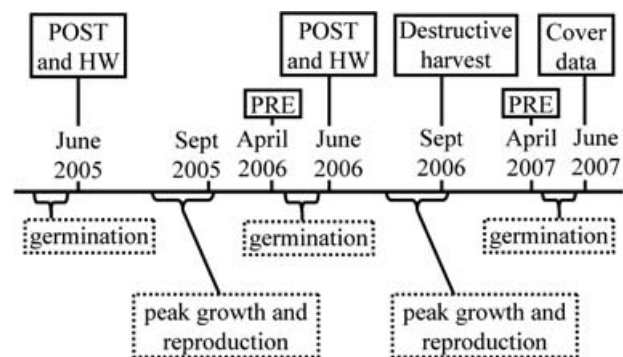 POST
and HW
POST
and HW
Destructive
harvest
Cover
data
PRE
PRE
June
2005
Sept
2005
April
2006
June
2006
Sept
2006
April
2007
June
2007
germination
germination
germination
peak growth and
reproduction
peak growth and
reproduction